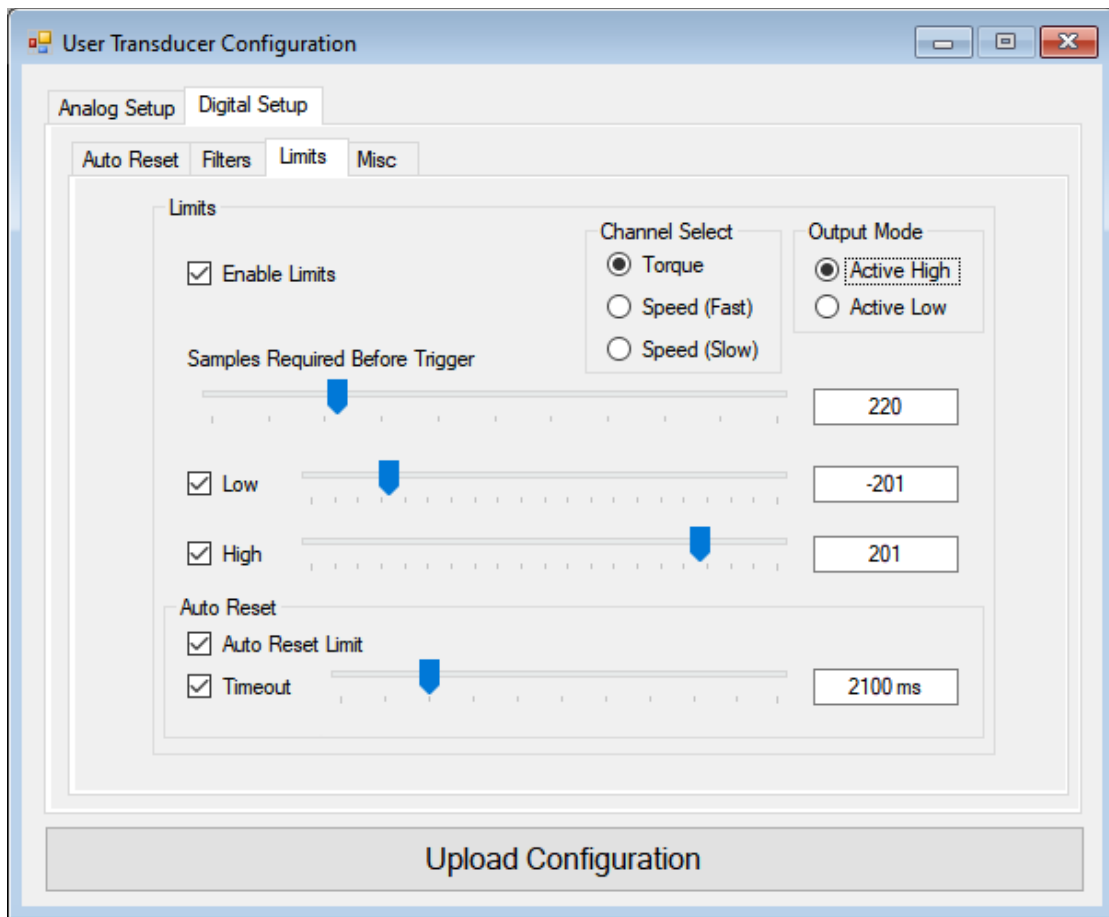 User Transducer Configuration
Analog Setup Digital Setup
Auto Reset Filters Limits Misc
Limits
Channel Select
Output Mode
Enable Limits
Torque
Active High
Speed (Fast)
Active Low
Speed (Slow)
Samples Required Before Trigger
220
Low
-201
High
201
Auto Reset
Auto Reset Limit
Timeout
2100 ms
Upload Configuration